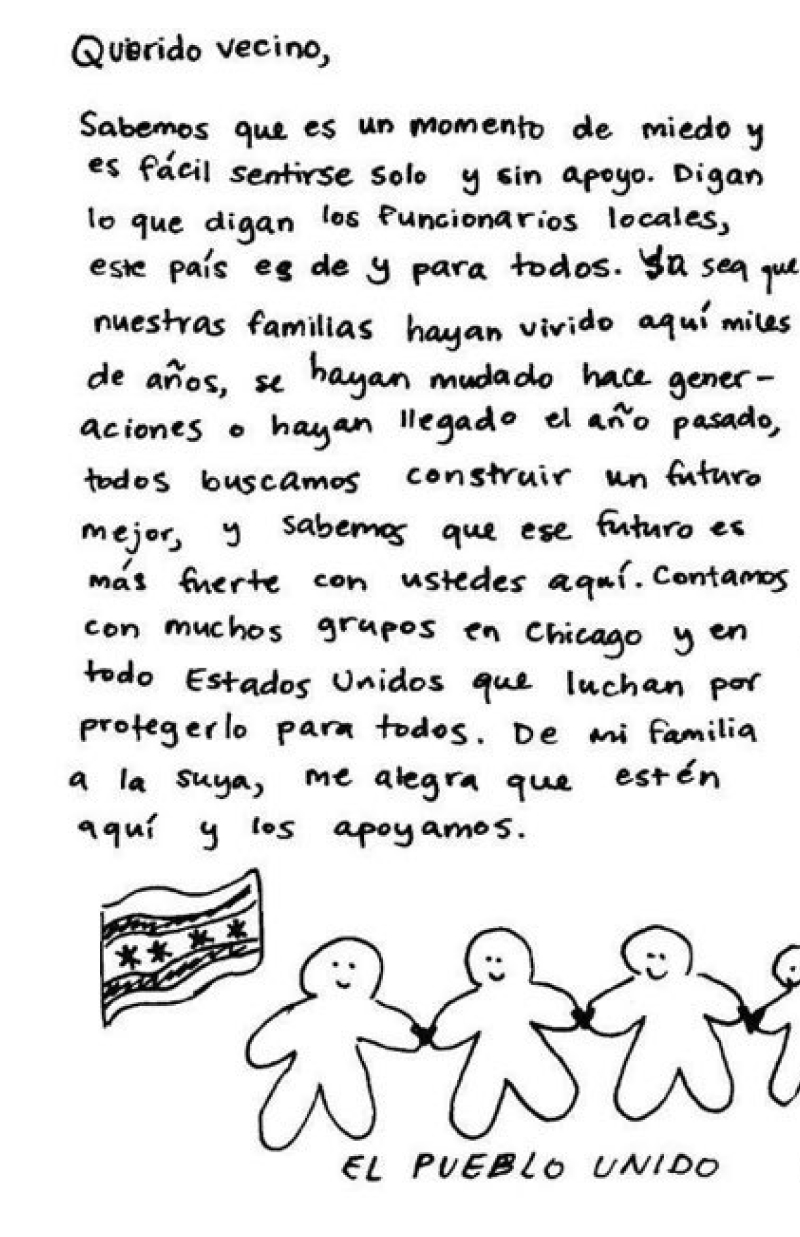 Querido vecino,
Sabemos que es un momento de miedo y
es fácil sentirse solo y sin apoyo. Digan
lo que digan los funcionarios locales,
este país es de y para todos. Ya sea que
nuestras familias hayan vivido aquí miles
de años, se hayan mudado hace gener-
aciones o hayan llegado el año pasado,
todos buscamos construir un futuro
mejor, y sabemos que ese futuro es
más fuerte con ustedes aquí. Contamos
con muchos grupos en Chicago y en
todo Estados Unidos que luchan por
protegerlo para todos. De mi familia
a la suya, me alegra que estén
aquí y los apoyamos.
EL PUEBLO UNIDO